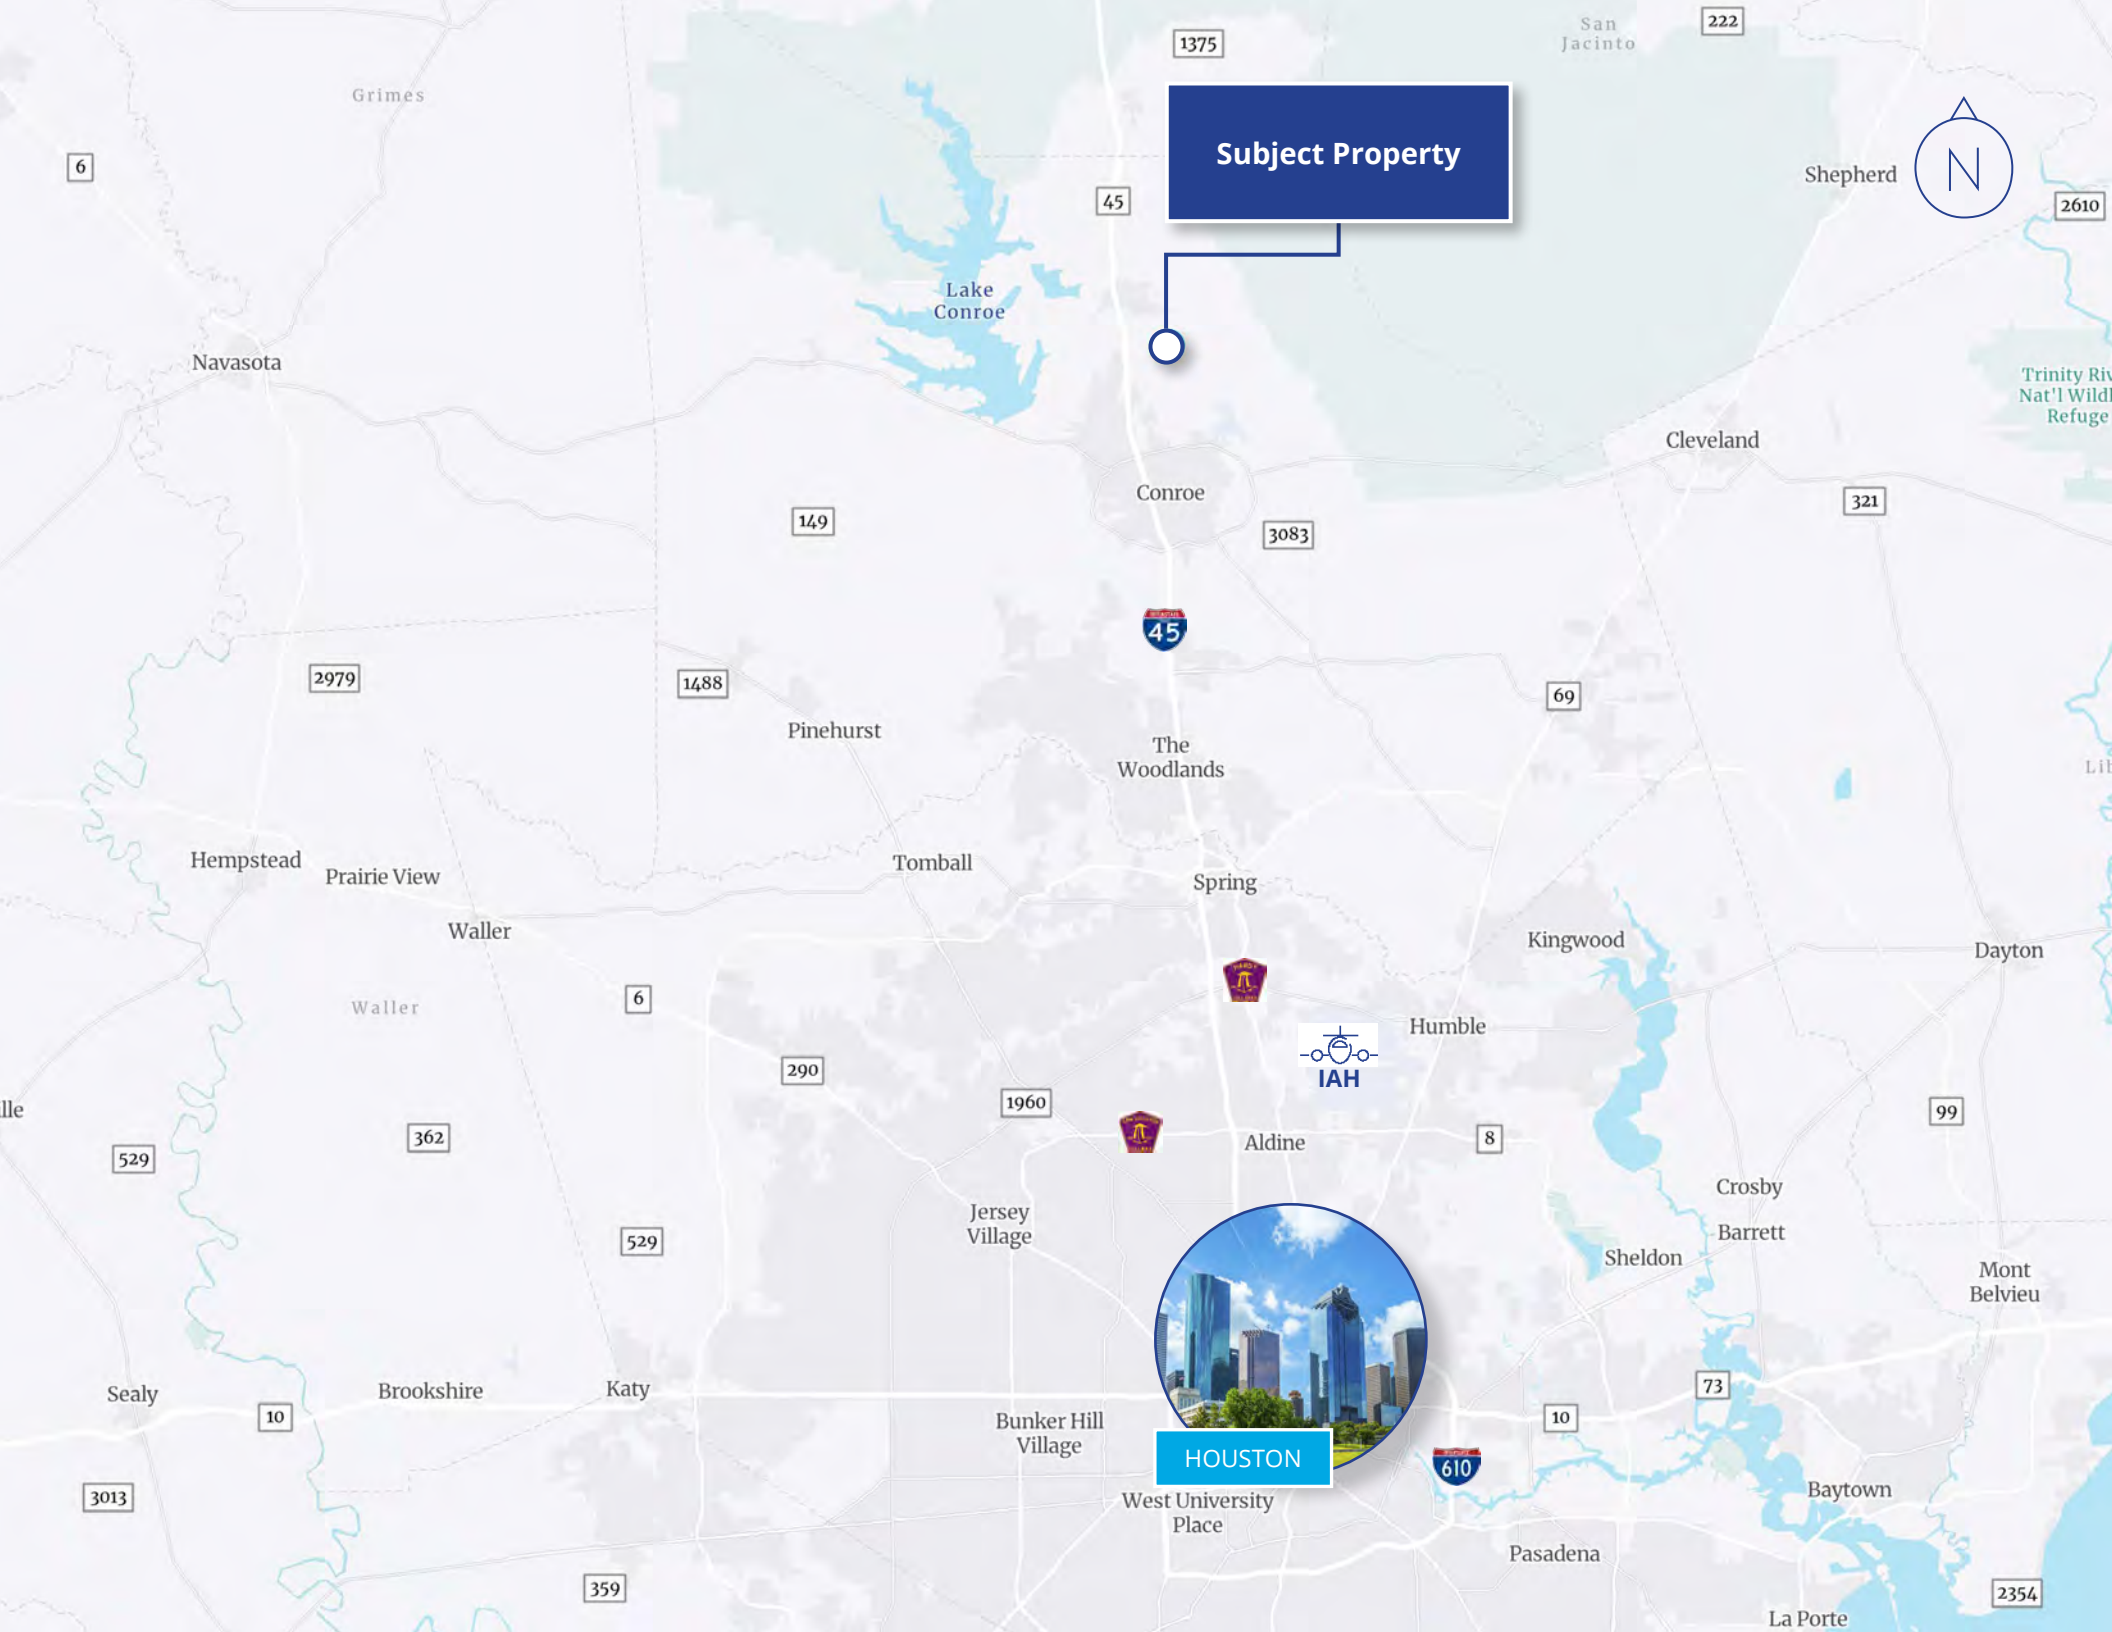 San
Jacinto
222
1375
Grimes
Subject Property
N
6
Shepherd
45
2610
Lake
Conroe
Navasota
Trinity Riv
Nat'l Wildl
Refuge
Cleveland
Conroe
321
149
3083
45
2979
1488
69
Pinehurst
The
Woodlands
Lib
Hempstead
Prairie View
Tomball
Spring
Waller
Kingwood
Dayton
6
Waller
Humble
290
IAH
1960
lle
99
362
8
Aldine
529
Crosby
Jersey
Village
Barrett
529
Sheldon
Mont
Belvieu
73
Sealy
Brookshire
Katy
10
10
Bunker Hill
Village
HOUSTON
610
3013
Baytown
West University
Place
Pasadena
359
2354
La Porte